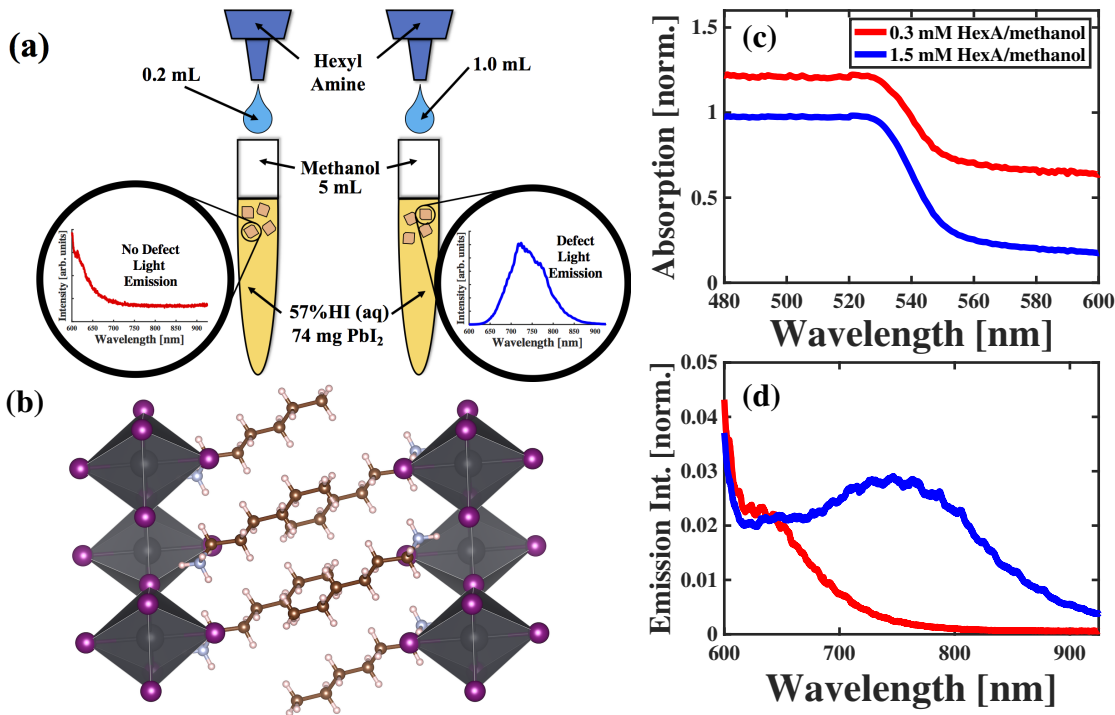 (a)
Hexyl
Amine
0.2 mL
1.0 mL
Methanol
5 mL
No Defect
Light
Emission
Intensity [arb. units]
600 650 700 750 800 850 900
Wavelength [nm]
Defect
Light
Emission
Intensity [arb. units]
600 650 700 750 800 850 900
Wavelength [nm]
57%HI (aq)
74 mg PbI₂
(b)
(c)
0.3 mM HexA/methanol
1.5 mM HexA/methanol
Absorption [norm.]
1.5
1
0.5
0
480 500 520 540 560 580 600
Wavelength [nm]
(d)
Emission Int. [norm.]
0.05
0.04
0.03
0.02
0.01
0
600 700 800 900
Wavelength [nm]